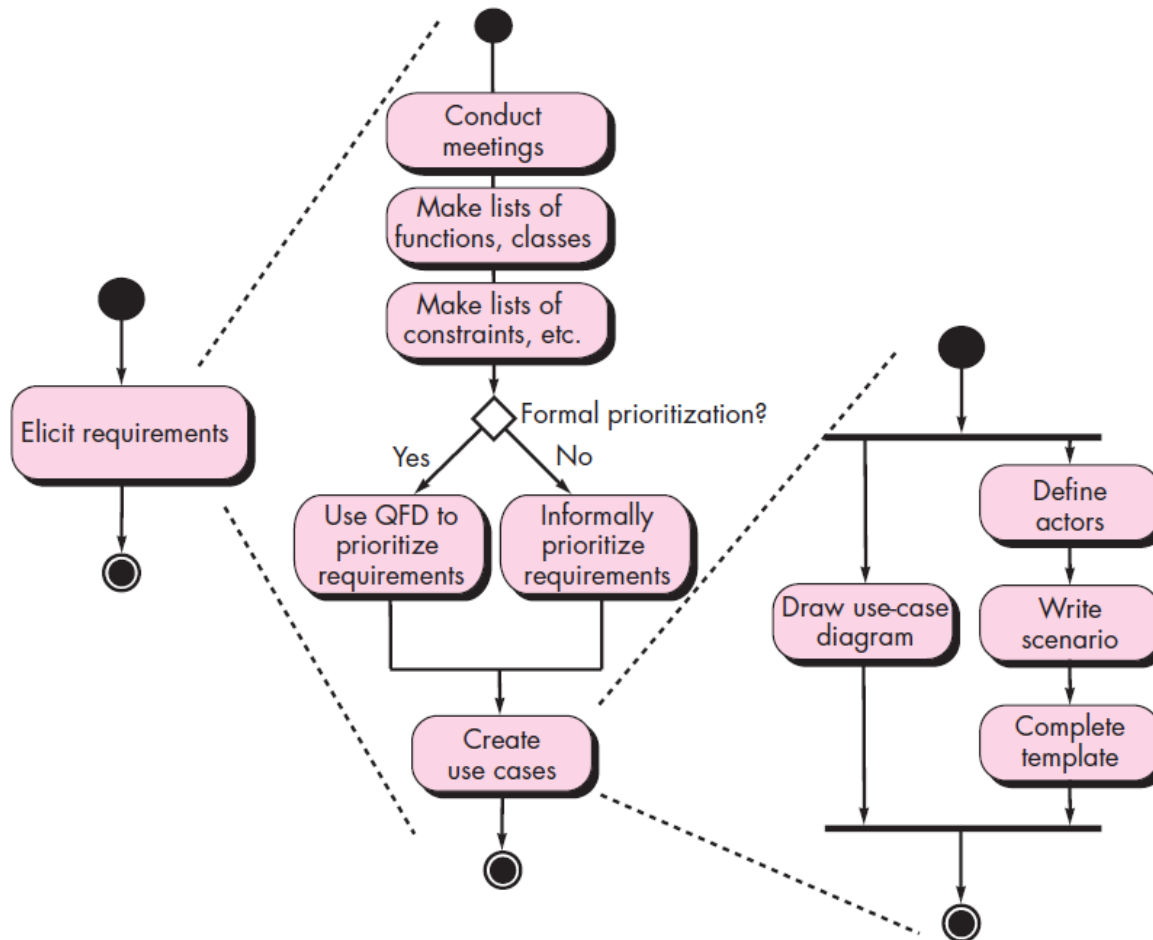 Conduct
meetings
Make lists of
functions, classes
Make lists of
constraints, etc.
Elicit requirements
Formal prioritization?
Yes
No
Use QFD to
prioritize
requirements
Informally
prioritize
requirements
Create
use cases
Draw use-case
diagram
Define
actors
Write
scenario
Complete
template